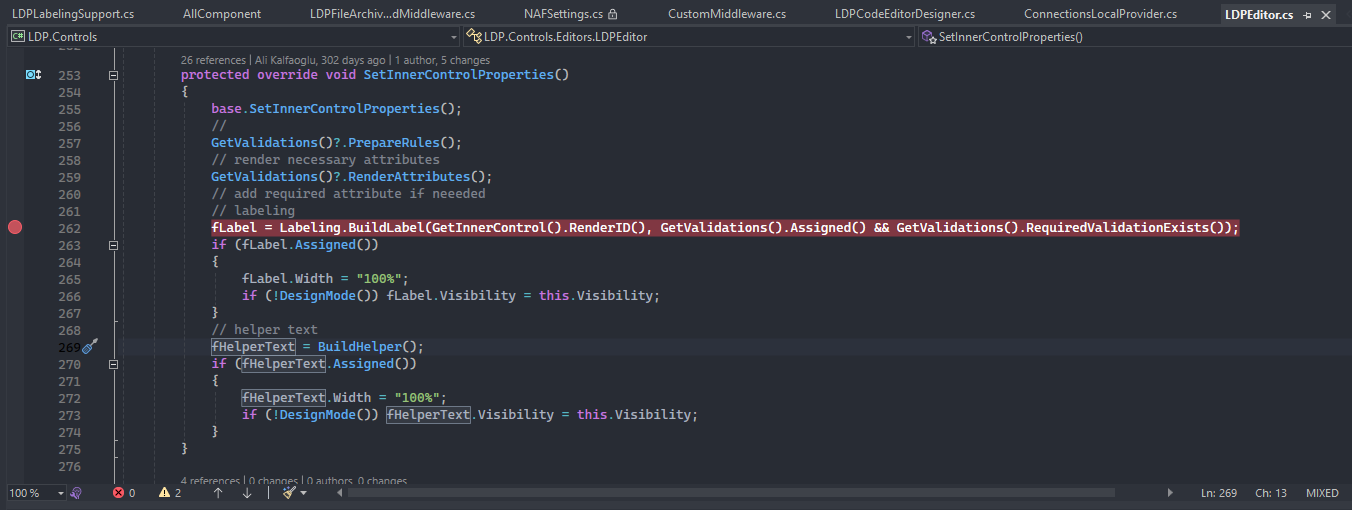 LDPLabelingSupport.cs AllComponent LDPFileArchiv...dMiddleware.cs NAFSettings.cs CustomMiddleware.cs LDPCodeEditorDesigner.cs ConnectionsLocalProvider.cs LDPEditor.cs
C# LDP.Controls LDP.Controls.Editors.LDPEditor SetInnerControlProperties()
26 references | Ali Kalfaoglu, 302 days ago | 1 author, 5 changes
253 protected override void SetInnerControlProperties()
254 {
255 base.SetInnerControlProperties();
256 //
257 GetValidations()?.PrepareRules();
258 // render necessary attributes
259 GetValidations()?.RenderAttributes();
260 // add required attribute if neeeded
261 // labeling
262 fLabel = Labeling.BuildLabel(GetInnerControl().RenderID(), GetValidations().Assigned() && GetValidations().RequiredValidationExists());
263 if (fLabel.Assigned())
264 {
265 fLabel.Width = "100%";
266 if (!DesignMode()) fLabel.Visibility = this.Visibility;
267 }
268 // helper text
269 fHelperText = BuildHelper();
270 if (fHelperText.Assigned())
271 {
272 fHelperText.Width = "100%";
273 if (!DesignMode()) fHelperText.Visibility = this.Visibility;
274 }
275 }
276
4 references | 0 changes | 0 authors, 0 changes
100 % 0 2 Ln: 269 Ch: 13 MIXED